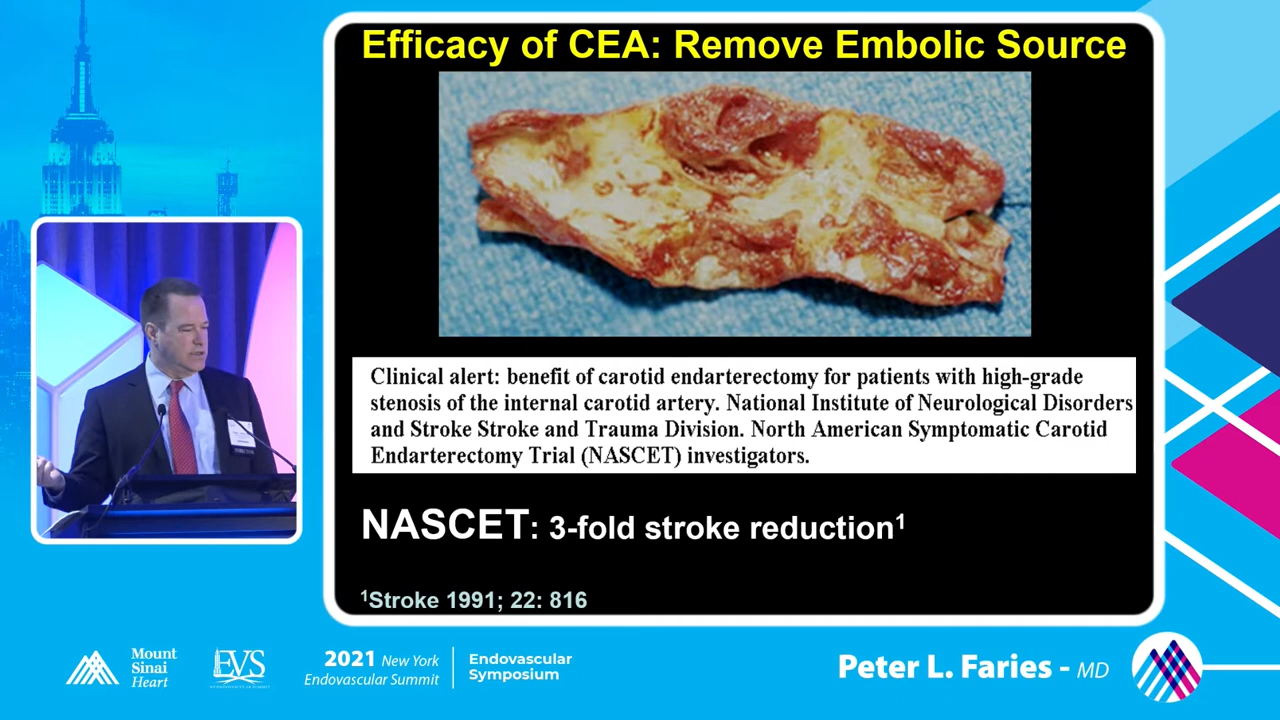 Efficacy of CEA: Remove Embolic Source
Clinical alert: benefit of carotid endarterectomy for patients with high-grade
stenosis of the internal carotid artery. National Institute of Neurological Disorders
and Stroke Stroke and Trauma Division. North American Symptomatic Carotid
Endarterectomy Trial (NASCET) investigators.
NASCET: 3-fold stroke reduction¹
¹Stroke 1991; 22: 816
Mount
Sinai
Heart
EVS
2021 New York
Endovascular Summit
Endovascular
Symposium
Peter L. Faries - MD